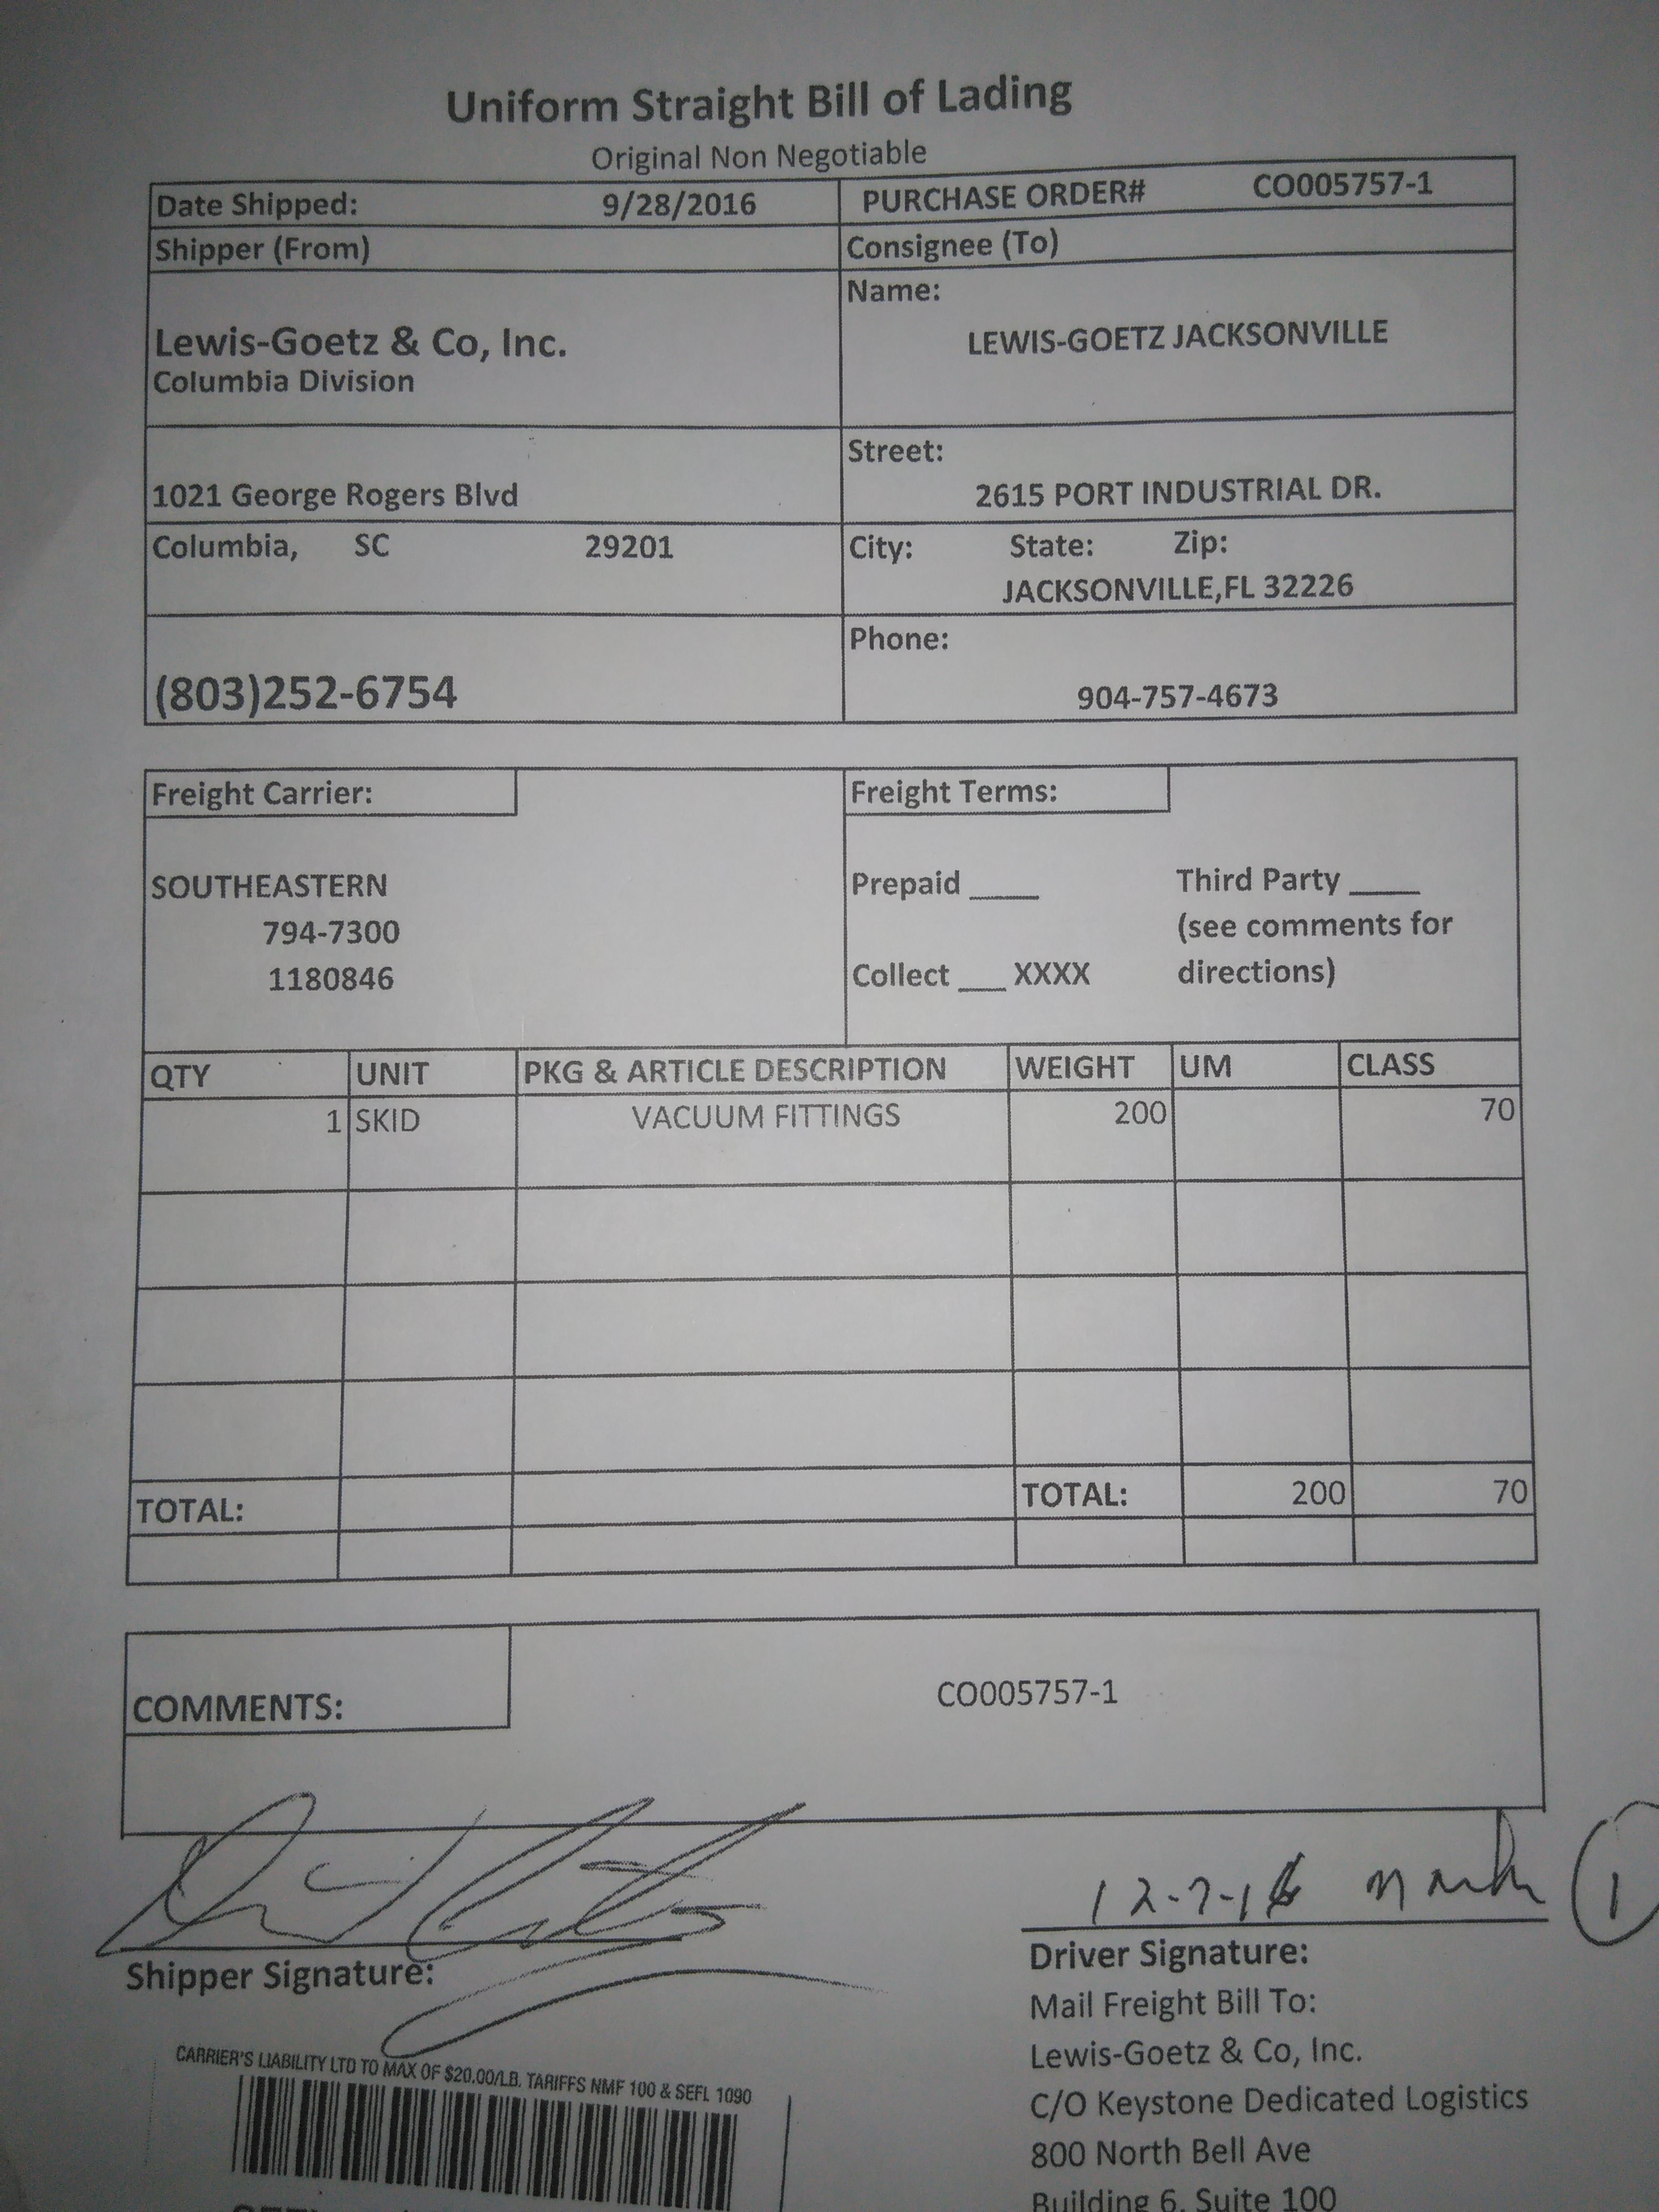 Uniform Straight Bill of Lading
Original Non Negotiable
Date Shipped: 9/28/2016 PURCHASE ORDER# CO005757-1
Shipper (From) Consignee (To)
Name:
Lewis-Goetz & Co, Inc. LEWIS-GOETZ JACKSONVILLE
Columbia Division
Street:
1021 George Rogers Blvd 2615 PORT INDUSTRIAL DR.
Columbia, SC 29201 City: State: Zip:
JACKSONVILLE,FL 32226
Phone:
(803)252-6754 904-757-4673
Freight Carrier: Freight Terms:
SOUTHEASTERN Prepaid ____ Third Party ____
794-7300 (see comments for
1180846 Collect ___ XXXX directions)
QTY UNIT PKG & ARTICLE DESCRIPTION WEIGHT UM CLASS
1 SKID VACUUM FITTINGS 200 70
TOTAL: TOTAL: 200 70
COMMENTS: CO005757-1
12-7-16 1
Shipper Signature: Driver Signature:
Mail Freight Bill To:
Lewis-Goetz & Co, Inc.
CARRIER'S LIABILITY LTD TO MAX OF $20.00/LB. TARIFFS NMF 100 & SEFL 1090
C/O Keystone Dedicated Logistics
800 North Bell Ave
Building 6, Suite 100